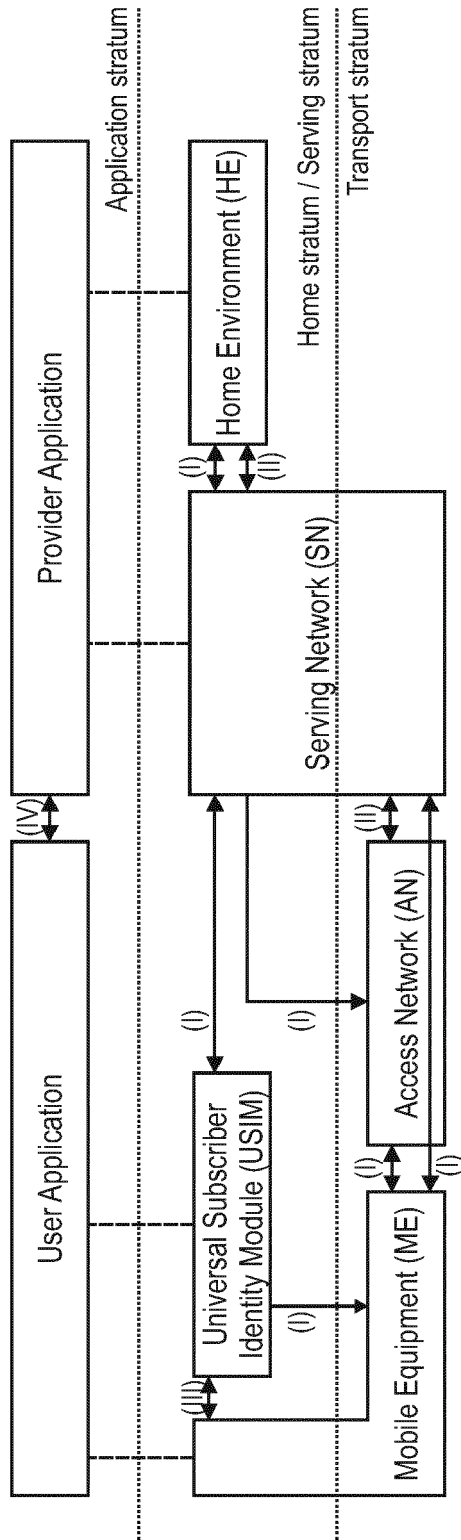 User Application
(IV)
Provider Application
Application stratum
(III)
Universal Subscriber
Identity Module (USIM)
(I)
(I)
(II)
Home Environment (HE)
(I)
(I)
Serving Network (SN)
Home stratum / Serving stratum
Transport stratum
Mobile Equipment (ME)
(I)
Access Network (AN)
(II)
(I)